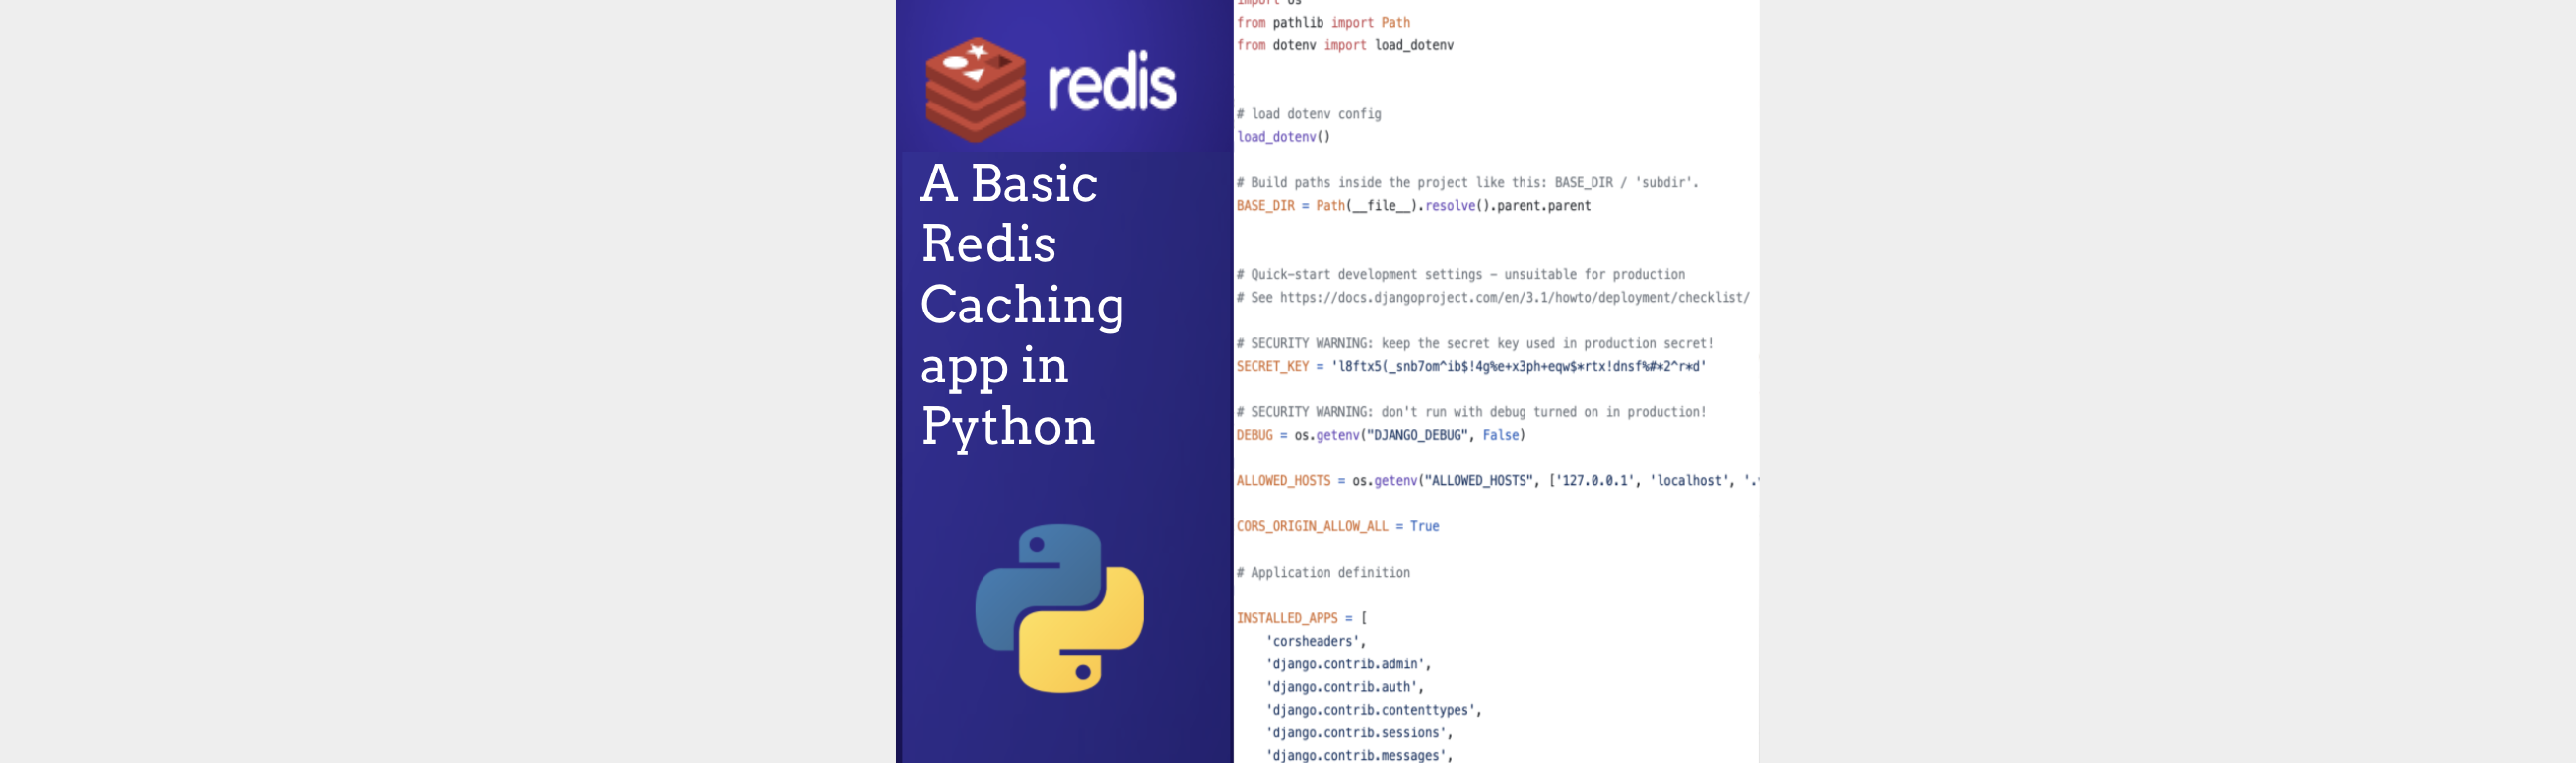 redis
A Basic
Redis
Caching
app in
Python
import os
from pathlib import Path
from dotenv import load_dotenv
# load dotenv config
load_dotenv()
# Build paths inside the project like this: BASE_DIR / 'subdir'.
BASE_DIR = Path(__file__).resolve().parent.parent
# Quick-start development settings - unsuitable for production
# See https://docs.djangoproject.com/en/3.1/howto/deployment/checklist/
# SECURITY WARNING: keep the secret key used in production secret!
SECRET_KEY = 'l8ftx5(_snb7om^ib$!4g%e+x3ph+eqw$*rtx!dnsf%#*2^r*d'
# SECURITY WARNING: don't run with debug turned on in production!
DEBUG = os.getenv("DJANGO_DEBUG", False)
ALLOWED_HOSTS = os.getenv("ALLOWED_HOSTS", ['127.0.0.1', 'localhost', '.
CORS_ORIGIN_ALLOW_ALL = True
# Application definition
INSTALLED_APPS = [
    'corsheaders',
    'django.contrib.admin',
    'django.contrib.auth',
    'django.contrib.contenttypes',
    'django.contrib.sessions',
    'django.contrib.messages',